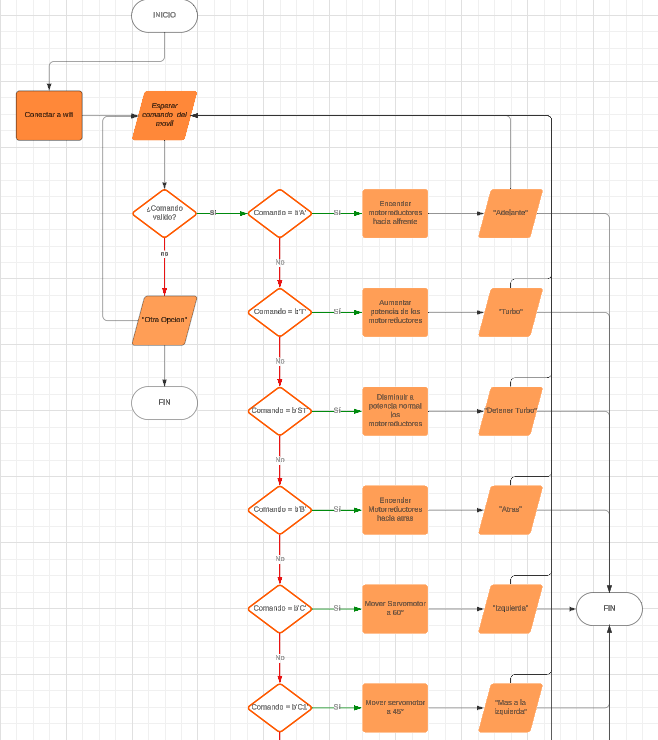 INICIO
Conectar a wifi
Esperar
comando del
movil
¿Comando
valido?
Si
Comando = b'A'
Si
Encender
motorreductores
hacia alfrente
"Adelante"
no
No
"Otra Opcion"
Comando = b'T'
Si
Aumentar
potencia de los
motorreductores
"Turbo"
No
FIN
Comando = b'ST'
Si
Disminuir a
potencia normal
los
motorreductores
"Detener Turbo"
No
Comando = b'B'
Si
Encender
Motorreductores
hacia atras
"Atras"
No
Comando = b'C'
Si
Mover Servomotor
a 60°
"Izquierda"
FIN
No
Comando = b'C1'
Si
Mover servomotor
a 45°
"Mas a la
Izquierda"